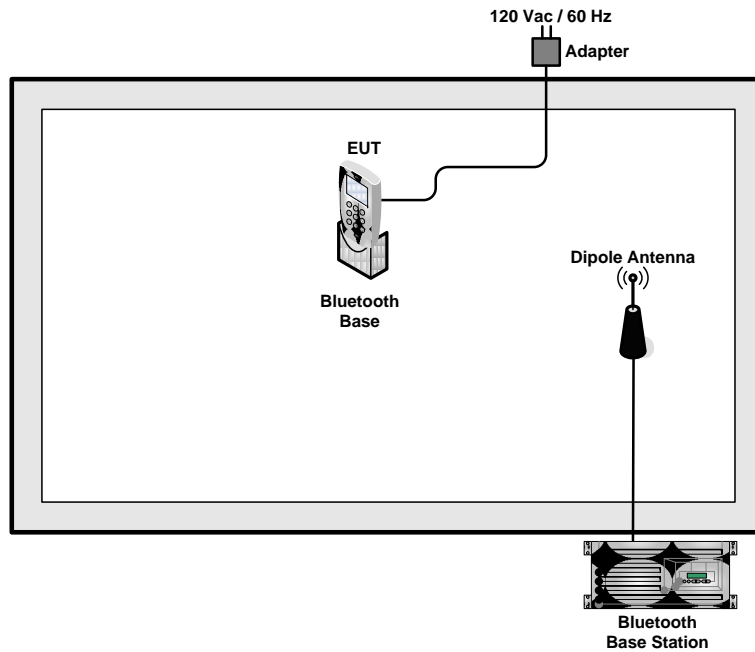 120 Vac / 60 Hz
Adapter
EUT
Bluetooth
Base
Dipole Antenna
Bluetooth
Base Station